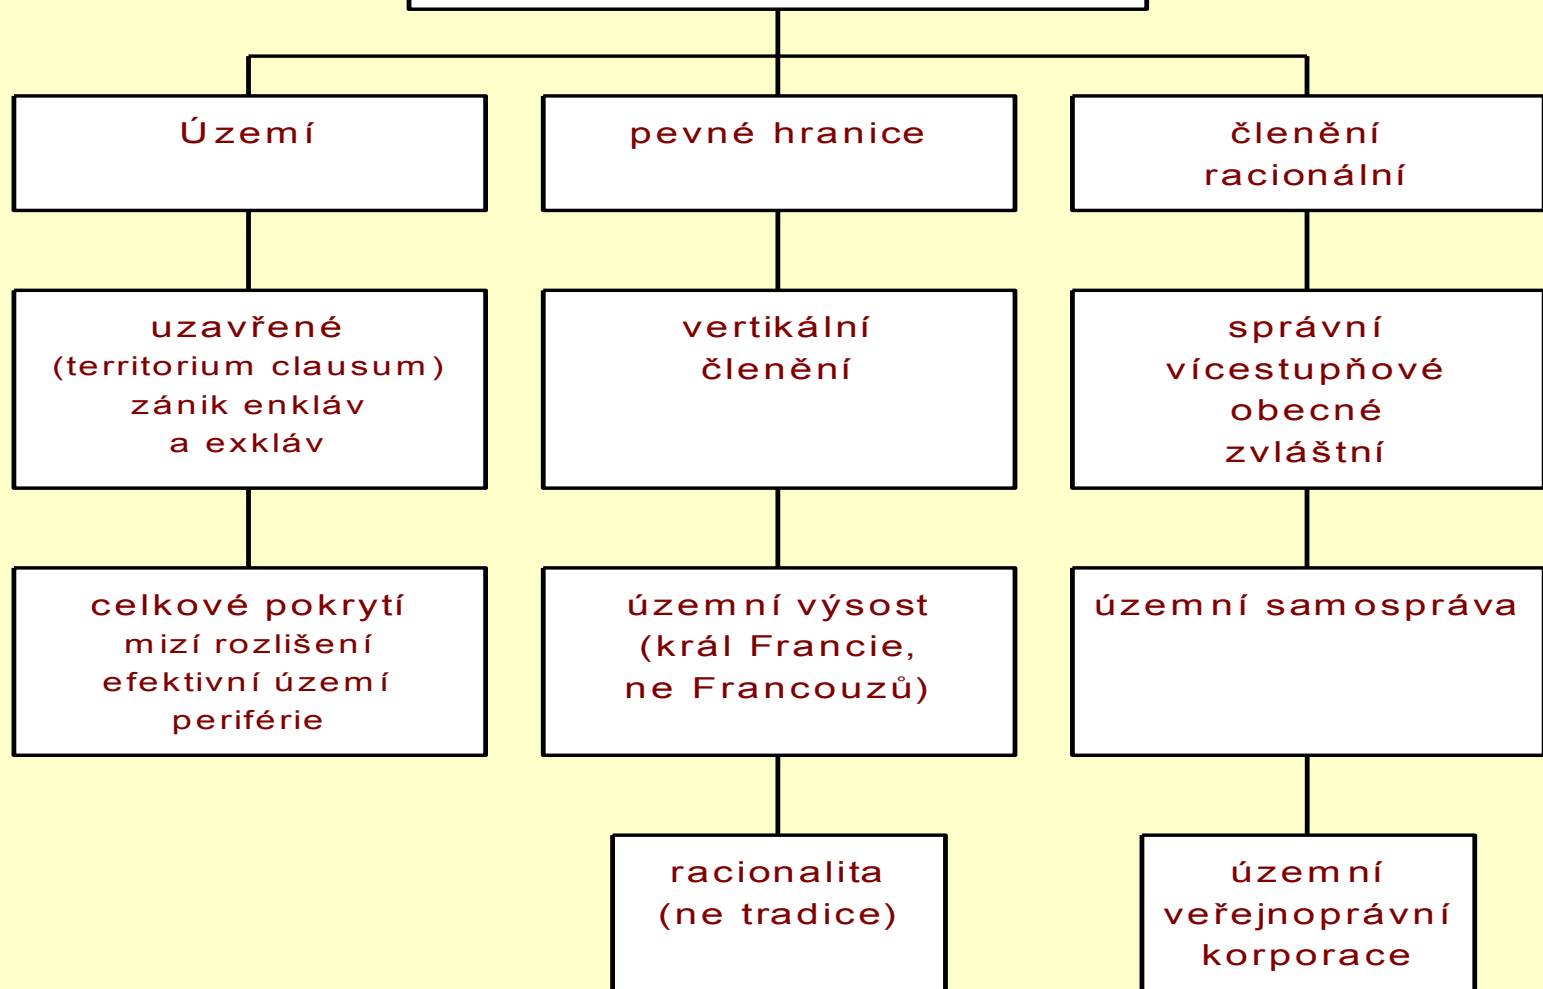 Území
pevné hranice
členění
racionální
uzavřené
(territorium clausum)
zánik enkláv
a exkláv
vertikální
členění
správní
vícestupňové
obecné
zvláštní
celkové pokrytí
mizí rozlišení
efektivní území
periférie
územní výsost
(král Francie,
ne Francouzů)
územní samospráva
racionalita
(ne tradice)
územní
veřejnoprávní
korporace